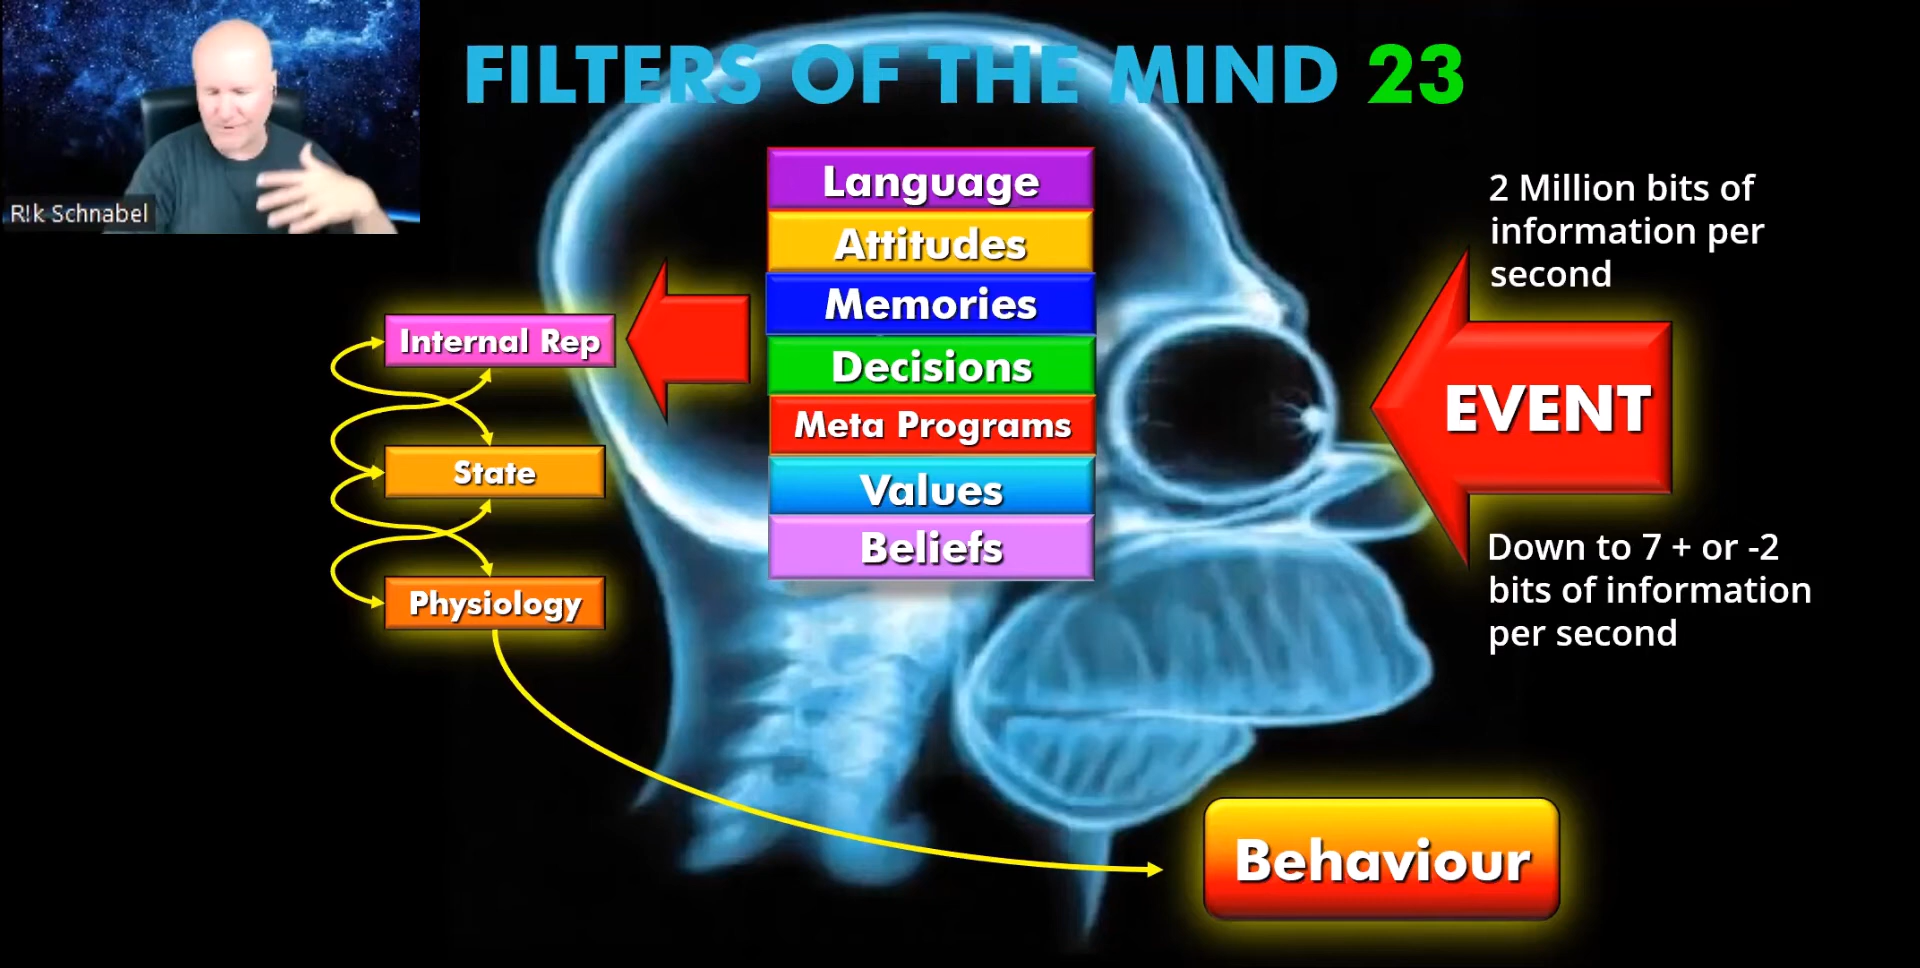 FILTERS OF THE MIND 23
R!k Schnabel
2 Million bits of
information per
second
Language
Attitudes
Memories
Decisions
Meta Programs
Values
Beliefs
Internal Rep
State
Physiology
EVENT
Down to 7 + or -2
bits of information
per second
Behaviour